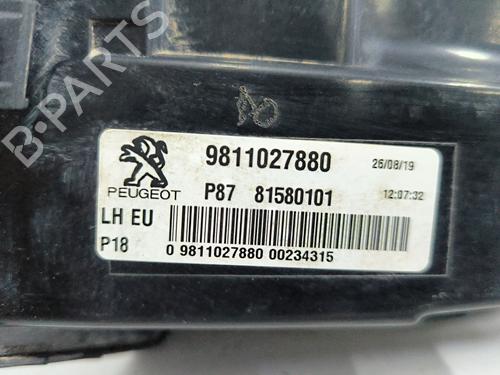 B-PARTS
9811027880
26/08/19
PEUGEOT
P87 81580101
12:07:32
LH EU
P18
0 9811027880 00234315